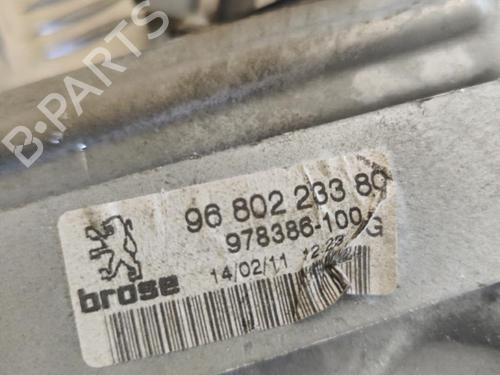 B-PARTS
96 802 233 80
978386-100 G
14/02/11 12:23
brose